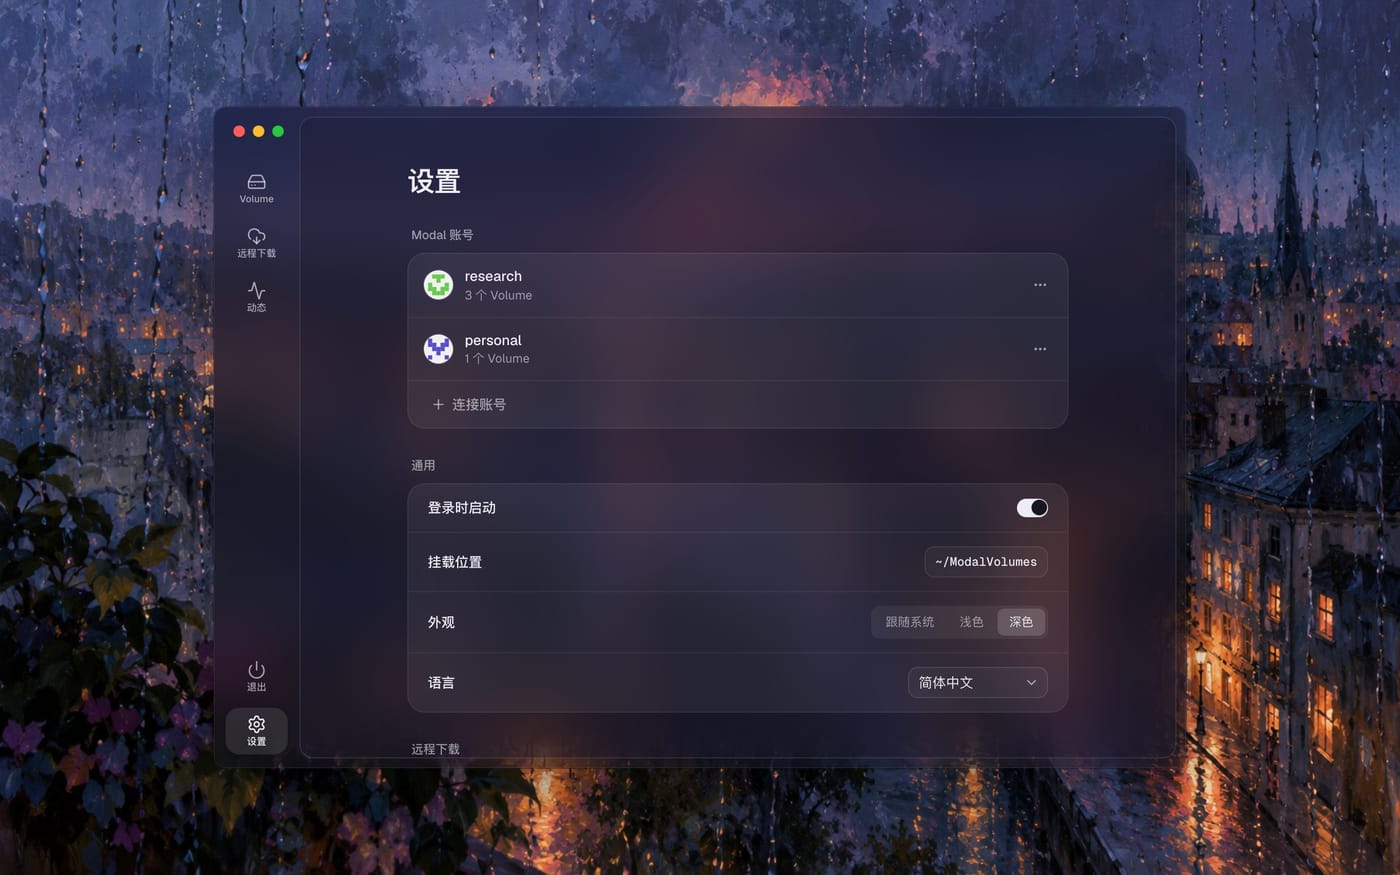 Volume
远程下载
动态
退出
设置
设置
Modal 账号
research
3 个 Volume
personal
1 个 Volume
连接账号
通用
登录时启动
挂载位置
~/ModalVolumes
外观
跟随系统 浅色 深色
语言
简体中文
远程下载